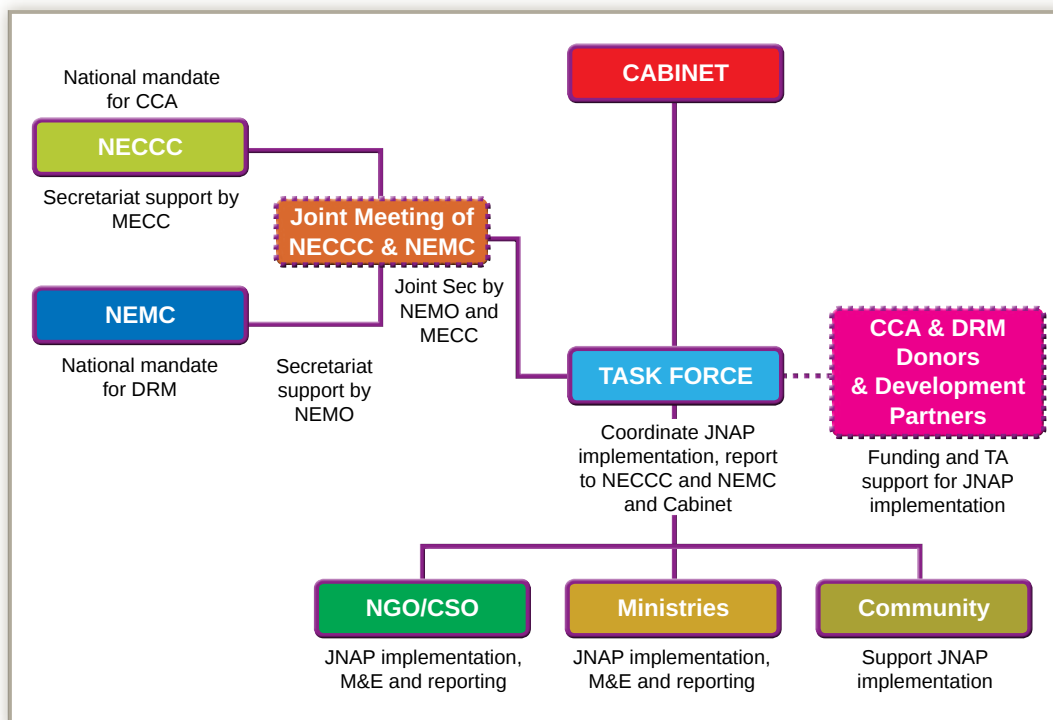 CABINET
National mandate
for CCA
NECCC
Secretariat support by
MECC
Joint Meeting of
NECCC & NEMC
Joint Sec by
NEMO and
MECC
NEMC
National mandate
for DRM
Secretariat
support by
NEMO
TASK FORCE
Coordinate JNAP
implementation, report
to NECCC and NEMC
and Cabinet
CCA & DRM
Donors
& Development
Partners
Funding and TA
support for JNAP
implementation
NGO/CSO
JNAP implementation,
M&E and reporting
Ministries
JNAP implementation,
M&E and reporting
Community
Support JNAP
implementation